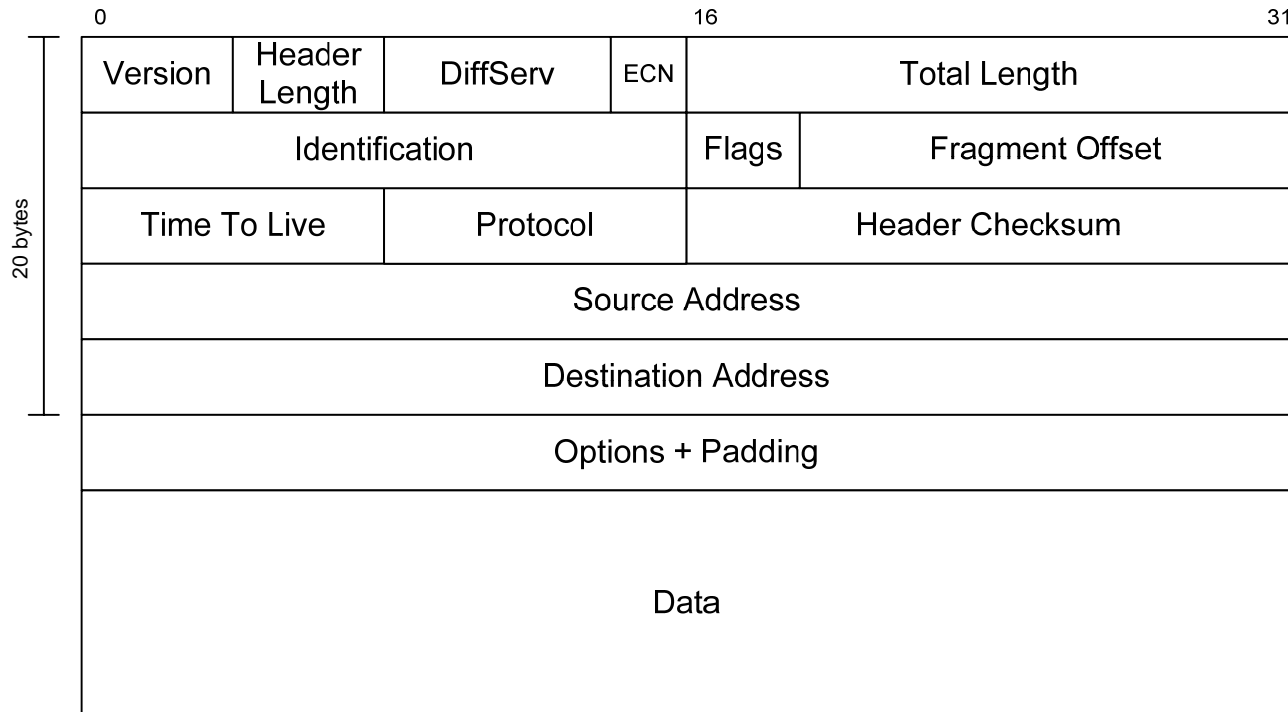 0 16 31
Version Header Length DiffServ ECN Total Length
Identification Flags Fragment Offset
Time To Live Protocol Header Checksum
20 bytes
Source Address
Destination Address
Options + Padding
Data